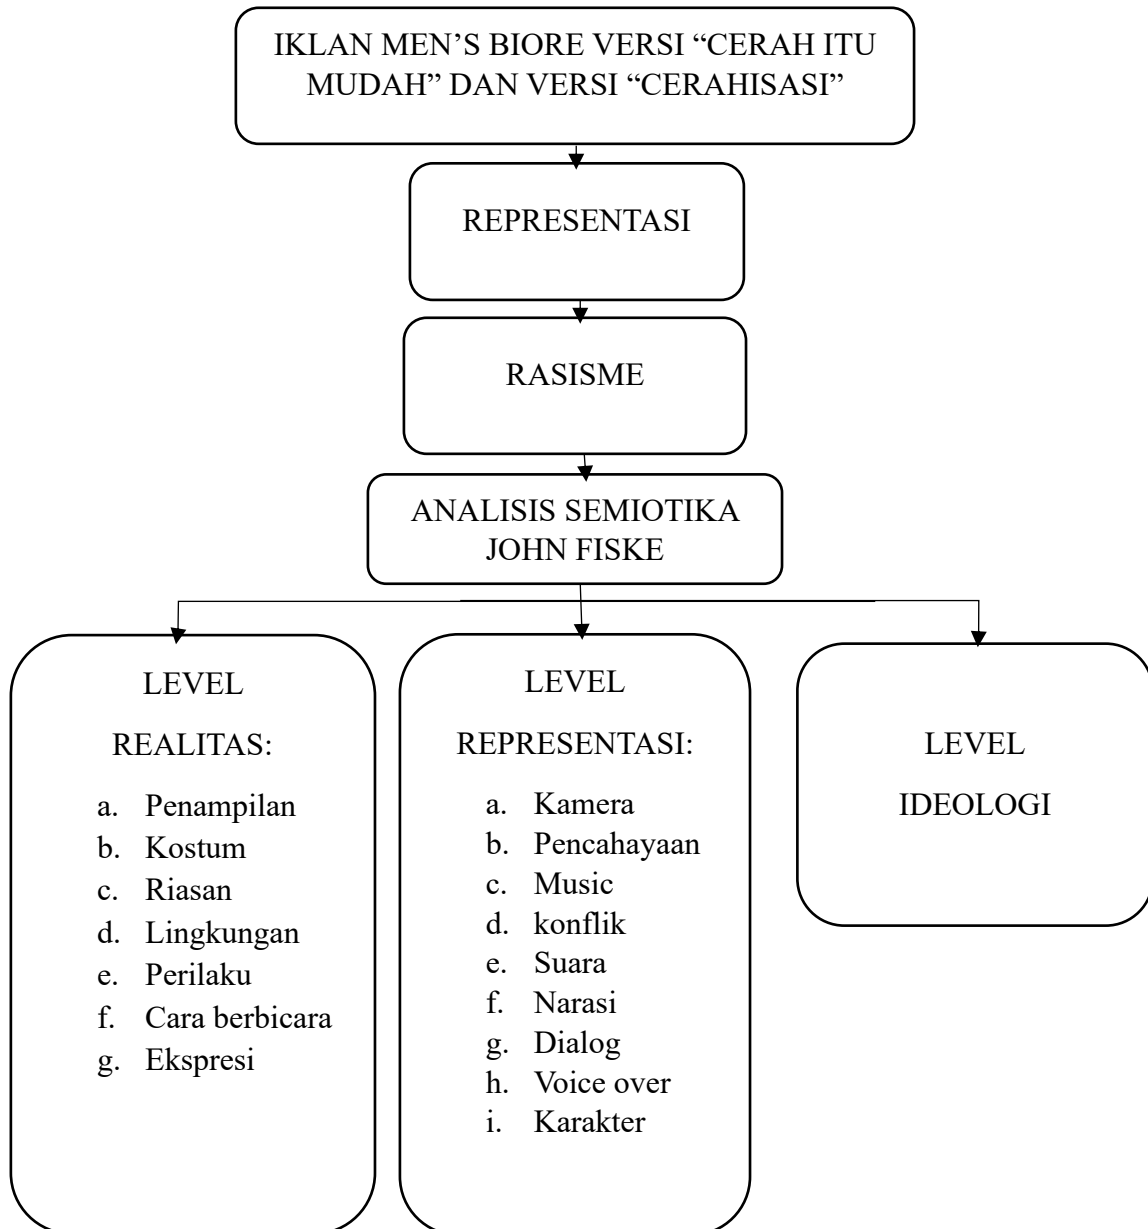 IKLAN MEN’S BIORE VERSI “CERAH ITU
MUDAH” DAN VERSI “CERAHISASI”
REPRESENTASI
RASISME
ANALISIS SEMIOTIKA
JOHN FISKE
LEVEL
REALITAS:
a. Penampilan
b. Kostum
c. Riasan
d. Lingkungan
e. Perilaku
f. Cara berbicara
g. Ekspresi
LEVEL
REPRESENTASI:
a. Kamera
b. Pencahayaan
c. Music
d. konflik
e. Suara
f. Narasi
g. Dialog
h. Voice over
i. Karakter
LEVEL
IDEOLOGI